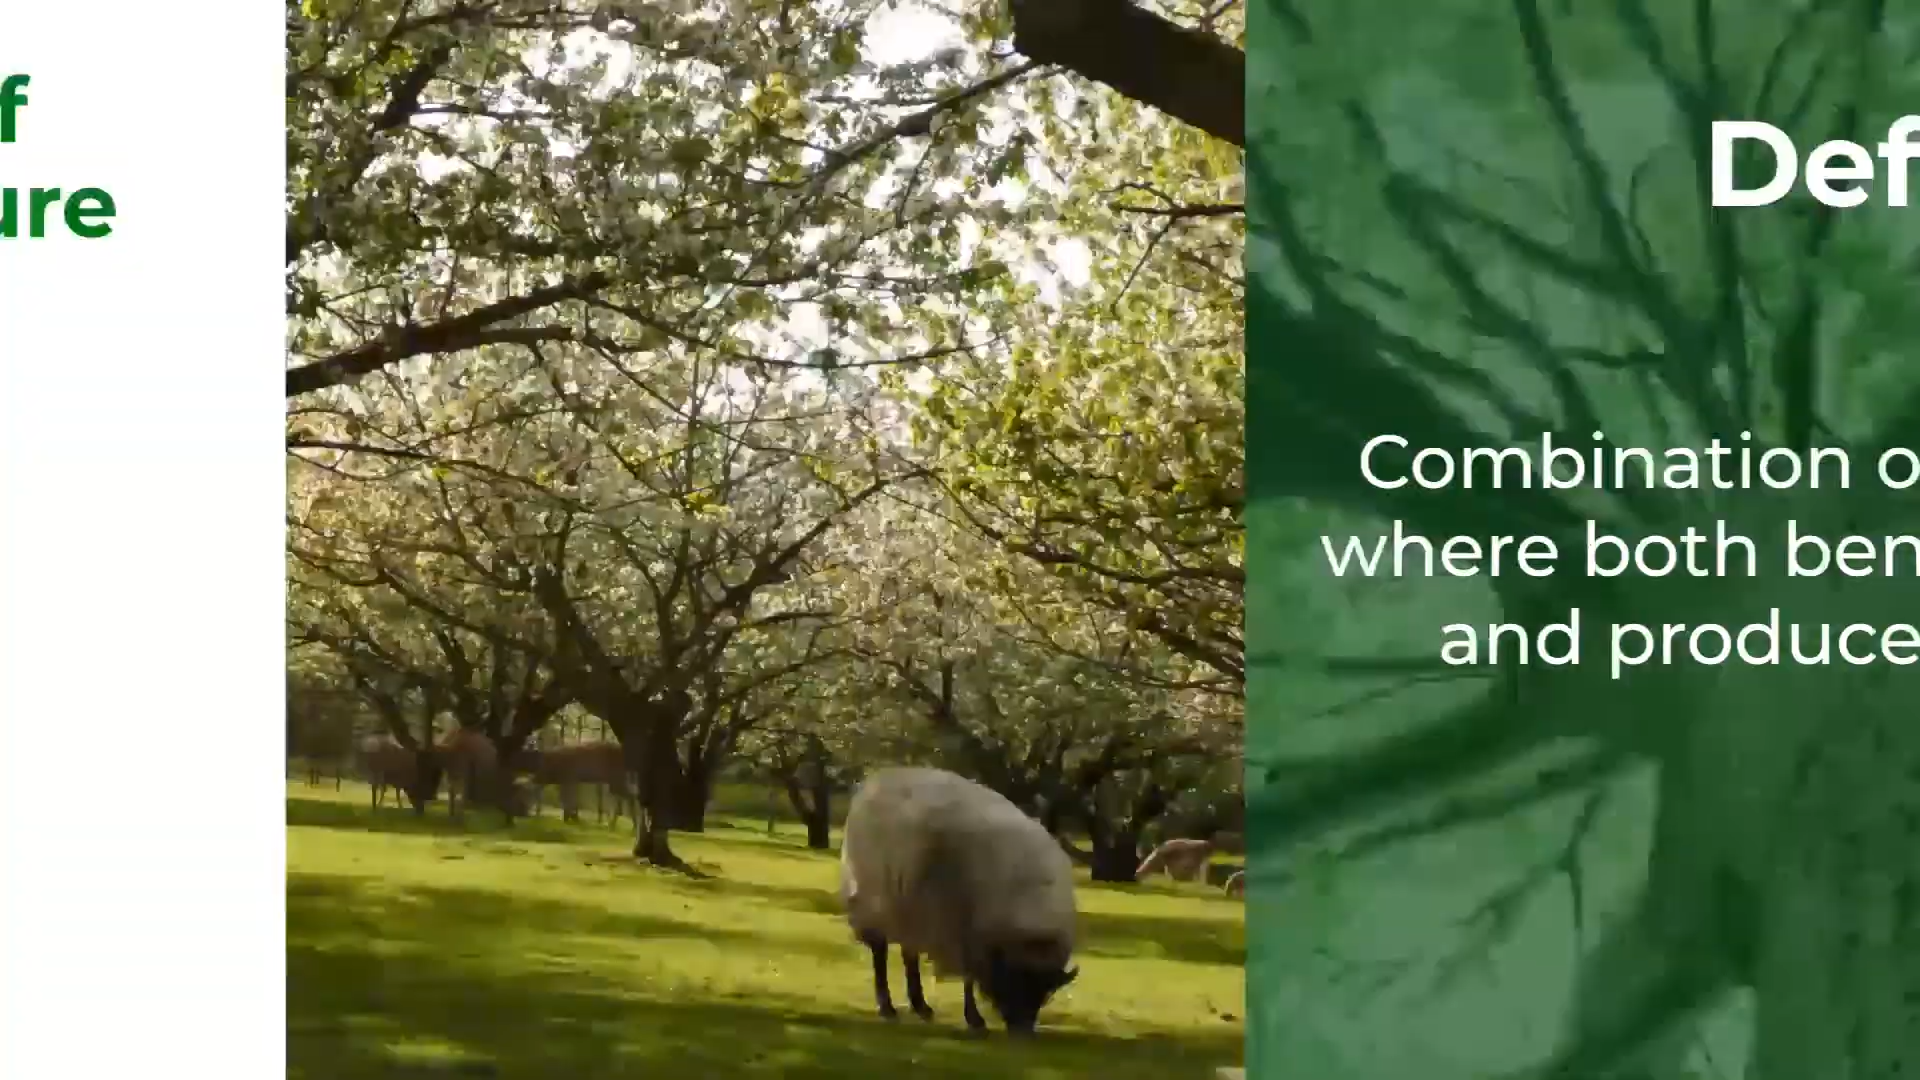 f
ure
Def
Combination o
where both ben
and produce